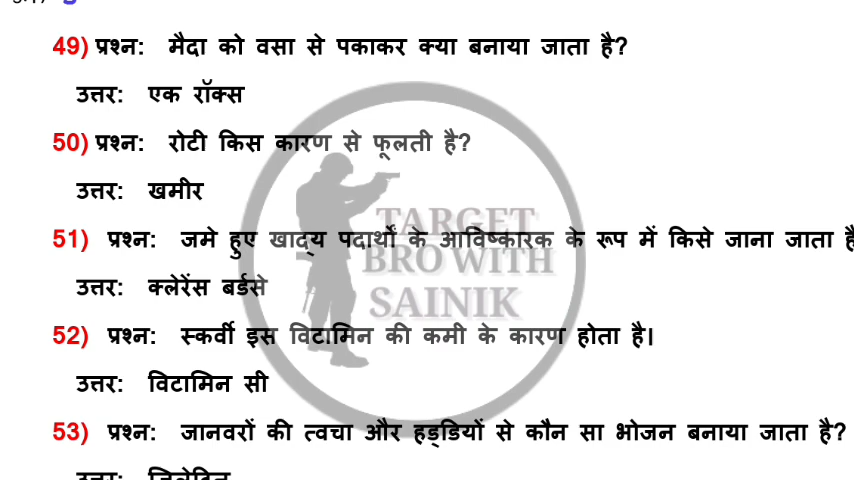 49) प्रश्न: मैदा को वसा से पकाकर क्या बनाया जाता है?
उत्तर: एक रॉक्स
50) प्रश्न: रोटी किस कारण से फूलती है?
उत्तर: खमीर
TARGET
51) प्रश्न: जमे हुए खाद्य पदार्थों के आविष्कारक के रूप में किसे जाना जाता है
BRO WITH
उत्तर: क्लेरेंस बर्डसे
SAINIK
52) प्रश्न: स्कर्वी इस विटामिन की कमी के कारण होता है।
उत्तर: विटामिन सी
53) प्रश्न: जानवरों की त्वचा और हड्डियों से कौन सा भोजन बनाया जाता है?